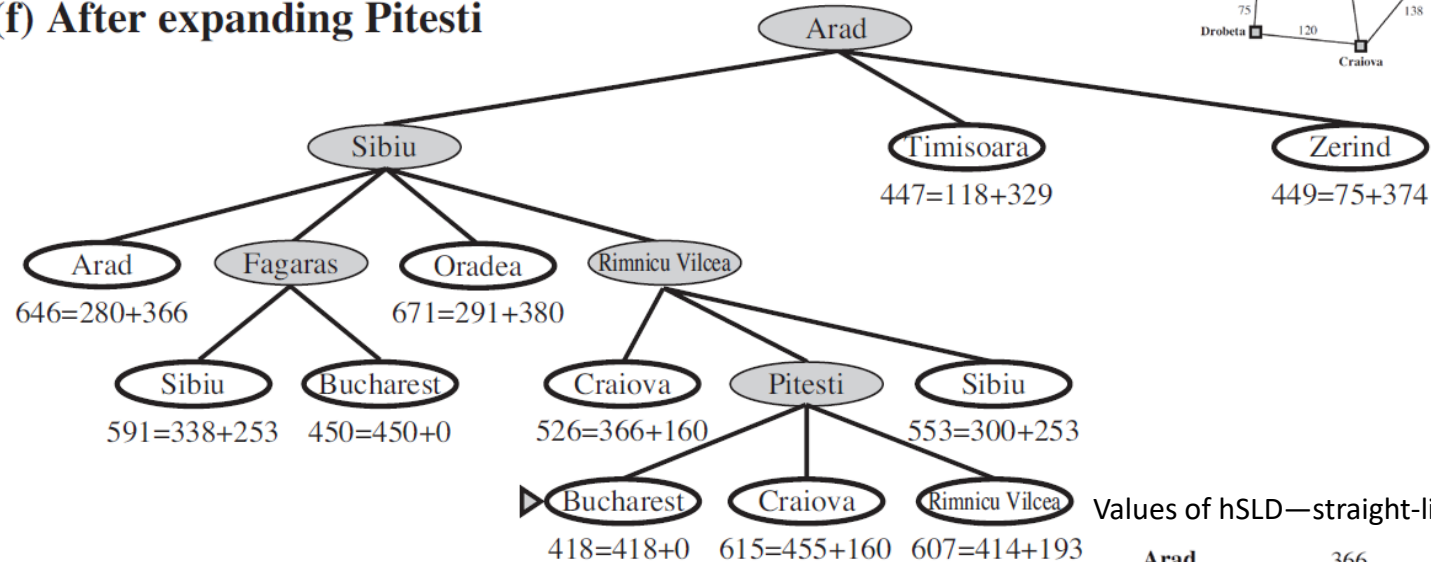 (f) After expanding Pitesti
75
138
Drobeta
120
Craiova
Arad
Sibiu Timisoara Zerind
447=118+329 449=75+374
Arad Fagaras Oradea Rimnicu Vilcea
646=280+366 671=291+380
Sibiu Bucharest Craiova Pitesti Sibiu
591=338+253 450=450+0 526=366+160 553=300+253
Bucharest Craiova Rimnicu Vilcea
Values of hSLD—straight-li
418=418+0 615=455+160 607=414+193
Arad 366